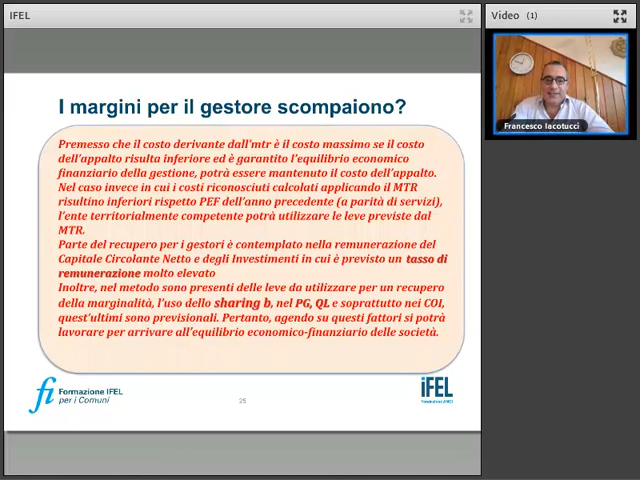 IFEL
Video (1)
Francesco Iacotucci
I margini per il gestore scompaiono?
Premesso che il costo derivante dall'mtr è il costo massimo se il costo
dell'appalto risulta inferiore ed è garantito l'equilibrio economico
finanziario della gestione, potrà essere mantenuto il costo dell'appalto.
Nel caso invece in cui i costi riconosciuti calcolati applicando il MTR
risultino inferiori rispetto PEF dell'anno precedente (a parità di servizi),
l'ente territorialmente competente potrà utilizzare le leve previste dal
MTR.
Parte del recupero per i gestori è contemplato nella remunerazione del
Capitale Circolante Netto e degli Investimenti in cui è previsto un tasso di
remunerazione molto elevato
Inoltre, nel metodo sono presenti delle leve da utilizzare per un recupero
della marginalità, l'uso dello sharing b, nel PG, QL e soprattutto nei COI,
quest'ultimi sono previsionali. Pertanto, agendo su questi fattori si potrà
lavorare per arrivare all'equilibrio economico-finanziario delle società.
fi Formazione IFEL
per i Comuni
25
iFEL